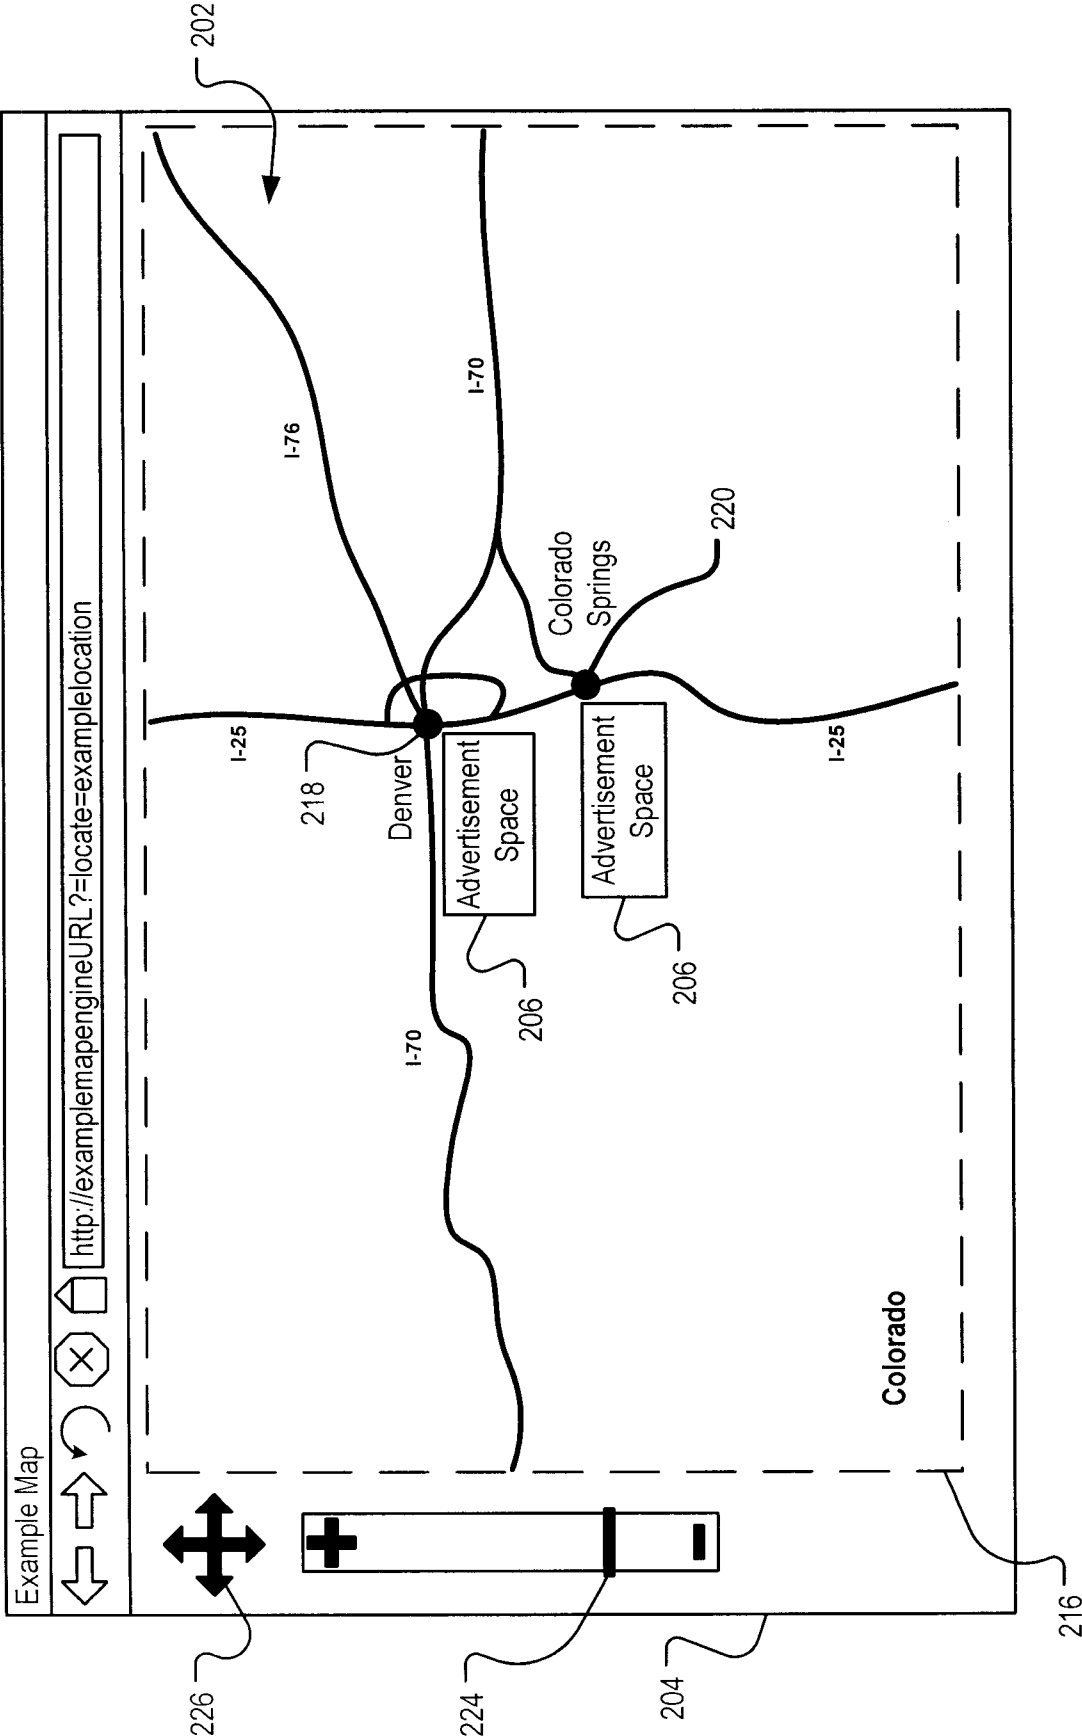 Example Map
http://examplemapengineURL?=locate=examplelocation
202
226
I-25
I-76
218
Denver
I-70
I-70
Advertisement
Space
206
Colorado
Springs
224
Advertisement
Space
206
220
204
I-25
Colorado
216